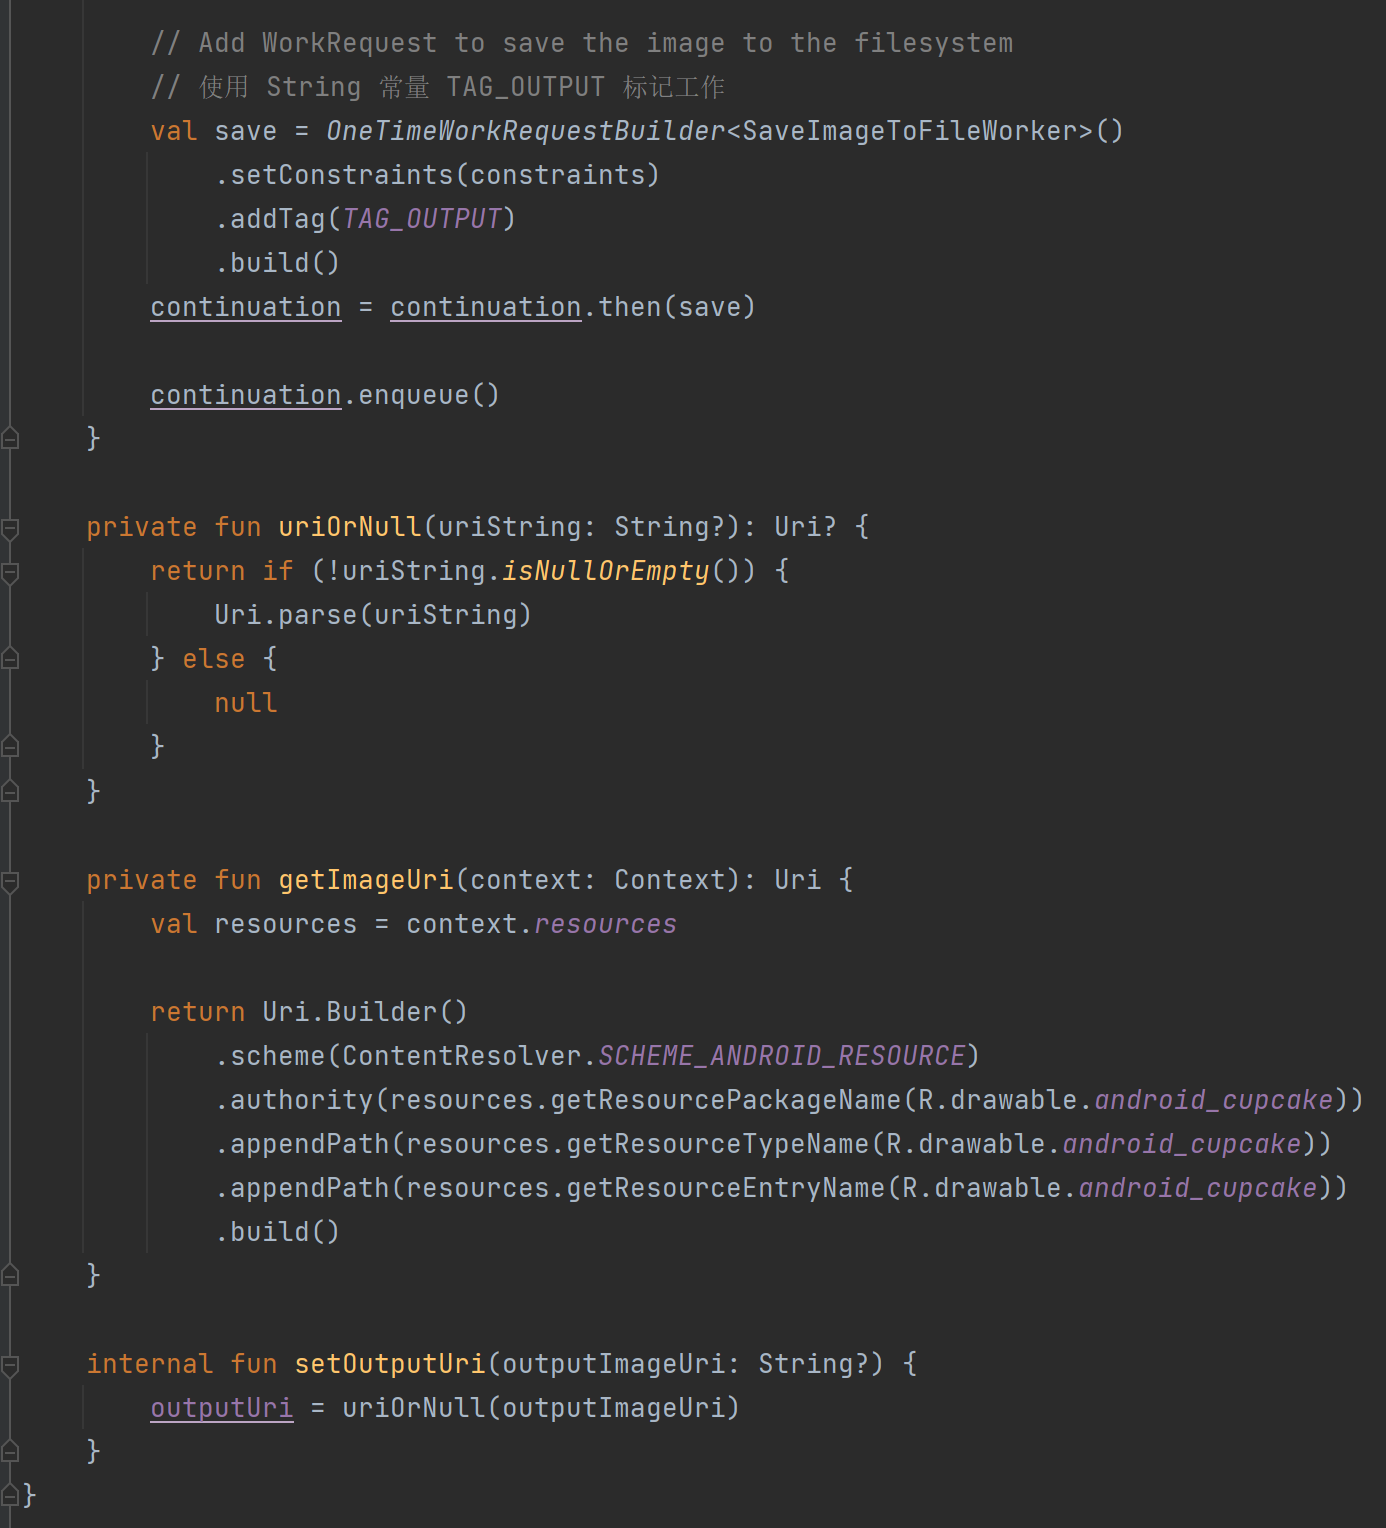 // Add WorkRequest to save the image to the filesystem
// 使用 String 常量 TAG_OUTPUT 标记工作
val save = OneTimeWorkRequestBuilder<SaveImageToFileWorker>()
.setConstraints(constraints)
.addTag(TAG_OUTPUT)
.build()
continuation = continuation.then(save)
continuation.enqueue()
}
private fun uriOrNull(uriString: String?): Uri? {
return if (!uriString.isNullOrEmpty()) {
Uri.parse(uriString)
} else {
null
}
}
private fun getImageUri(context: Context): Uri {
val resources = context.resources
return Uri.Builder()
.scheme(ContentResolver.SCHEME_ANDROID_RESOURCE)
.authority(resources.getResourcePackageName(R.drawable.android_cupcake))
.appendPath(resources.getResourceTypeName(R.drawable.android_cupcake))
.appendPath(resources.getResourceEntryName(R.drawable.android_cupcake))
.build()
}
internal fun setOutputUri(outputImageUri: String?) {
outputUri = uriOrNull(outputImageUri)
}
}